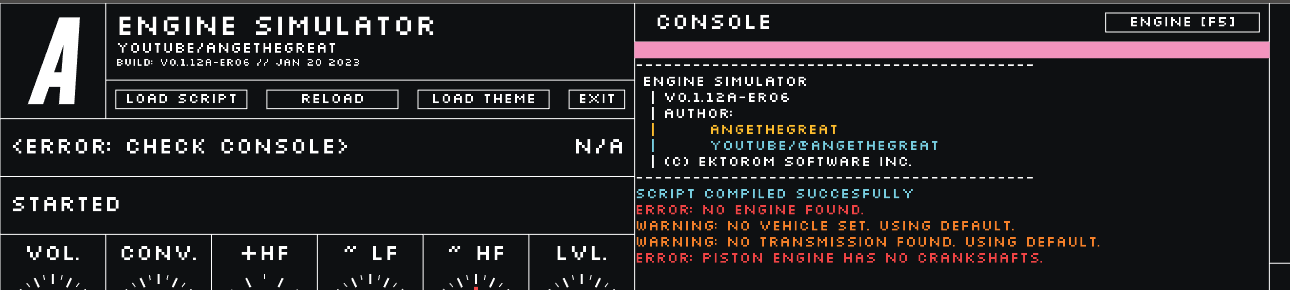 A
ENGINE SIMULATOR
YOUTUBE/ANGETHEGREAT
BUILD: V0.1.12A-ER06 // JAN 20 2023
LOAD SCRIPT RELOAD LOAD THEME EXIT
<ERROR: CHECK CONSOLE> N/A
STARTED
VOL. CONV. +HF ~ LF ~ HF LVL.
CONSOLE ENGINE [F5]
--------------------------------------------------
ENGINE SIMULATOR
| V0.1.12A-ER06
| AUTHOR:
| ANGETHEGREAT
| YOUTUBE/@ANGETHEGREAT
| (C) EKTOROM SOFTWARE INC.
--------------------------------------------------
SCRIPT COMPILED SUCCESFULLY
ERROR: NO ENGINE FOUND.
WARNING: NO VEHICLE SET. USING DEFAULT.
WARNING: NO TRANSMISSION FOUND. USING DEFAULT.
ERROR: PISTON ENGINE HAS NO CRANKSHAFTS.